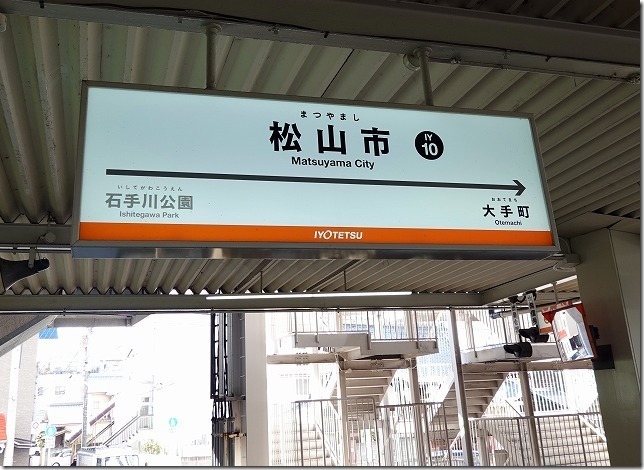 まつやまし
松山市
IY
10
Matsuyama City
いしてがわこうえん
石手川公園
Ishitegawa Park
おおてまち
大手町
Otemachi
IYOTETSU